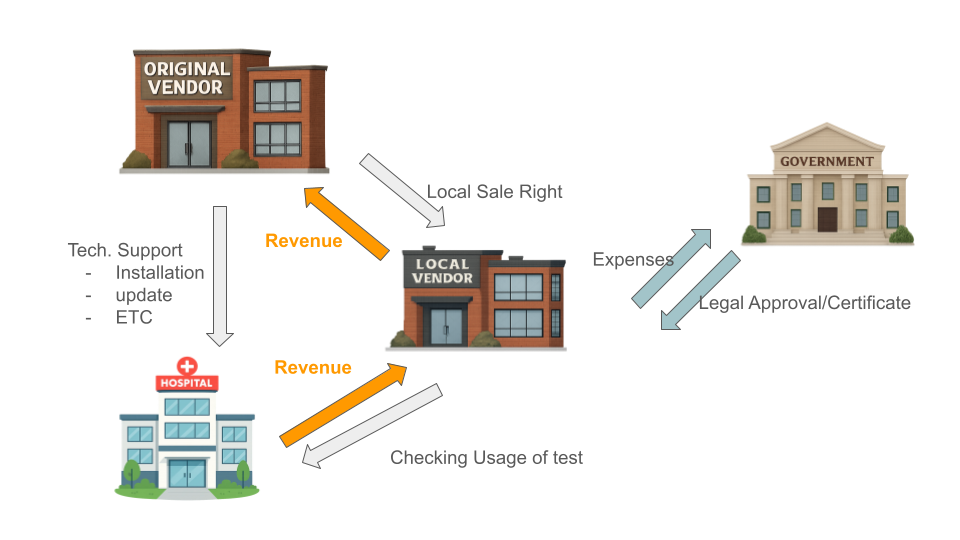 ORIGINAL
VENDOR
GOVERNMENT
Local Sale Right
Revenue
Tech. Support
- Installation
- update
- ETC
LOCAL
VENDOR
Expenses
Legal Approval/Certificate
Revenue
HOSPITAL
Checking Usage of test